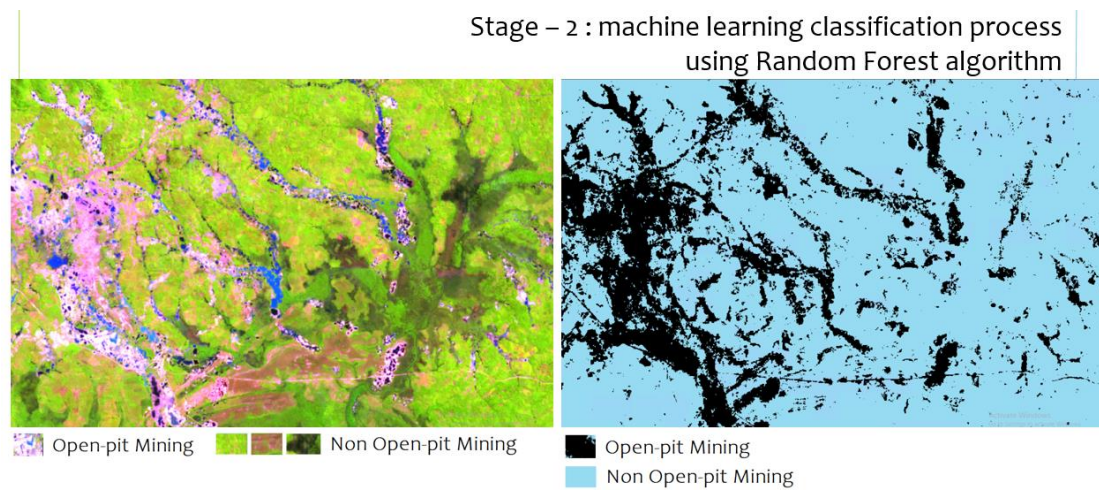 Stage – 2 : machine learning classification process
using Random Forest algorithm
Open-pit Mining
Non Open-pit Mining
Open-pit Mining
Non Open-pit Mining